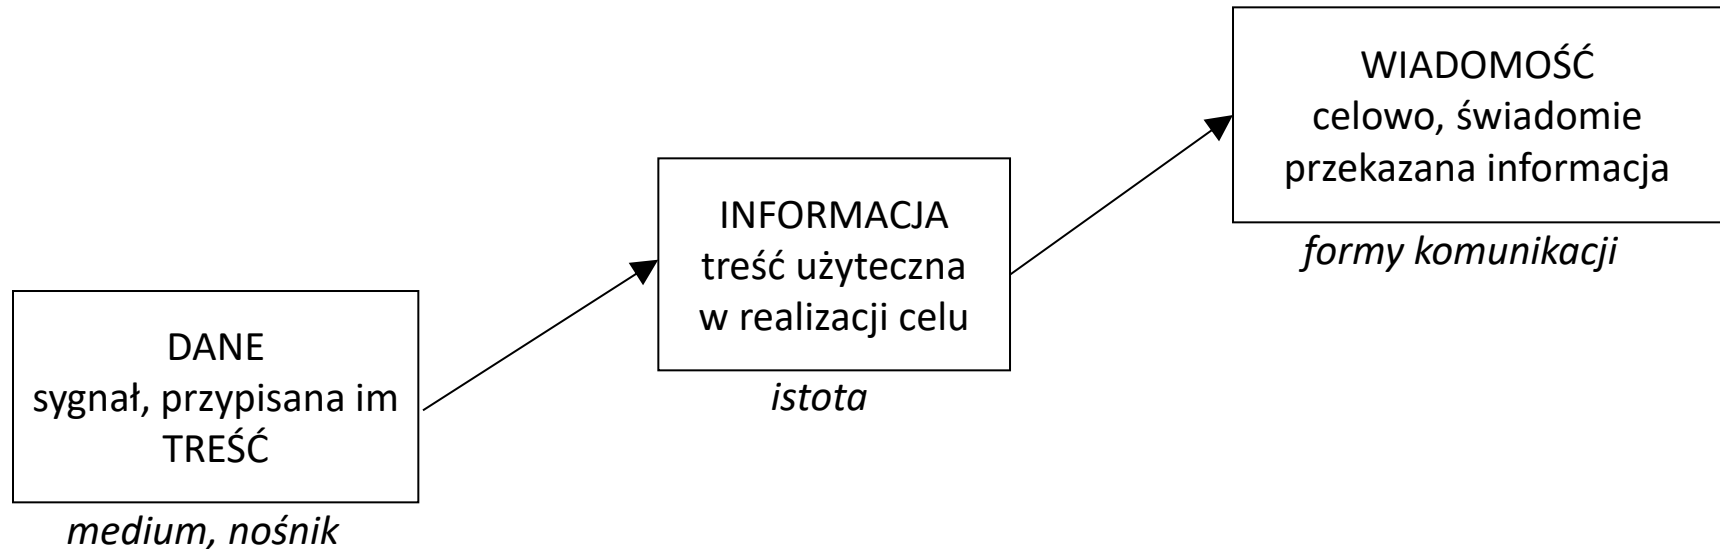 DANE
sygnał, przypisana im
TREŚĆ
medium, nośnik
INFORMACJA
treść użyteczna
w realizacji celu
istota
WIADOMOŚĆ
celowo, świadomie
przekazana informacja
formy komunikacji